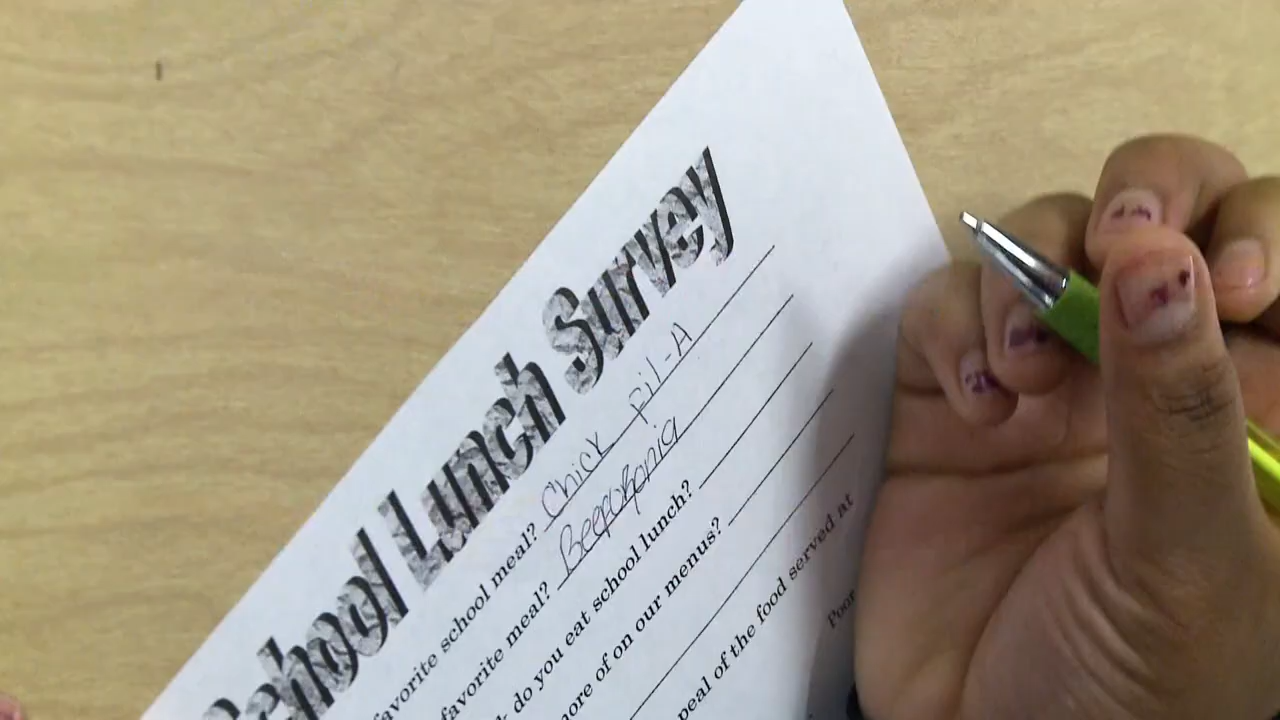 School Lunch Survey
favorite school meal? Chick Fil-A
favorite meal? Beefaronia
do you eat school lunch?
more of on our menus?
peal of the food served at
Poor